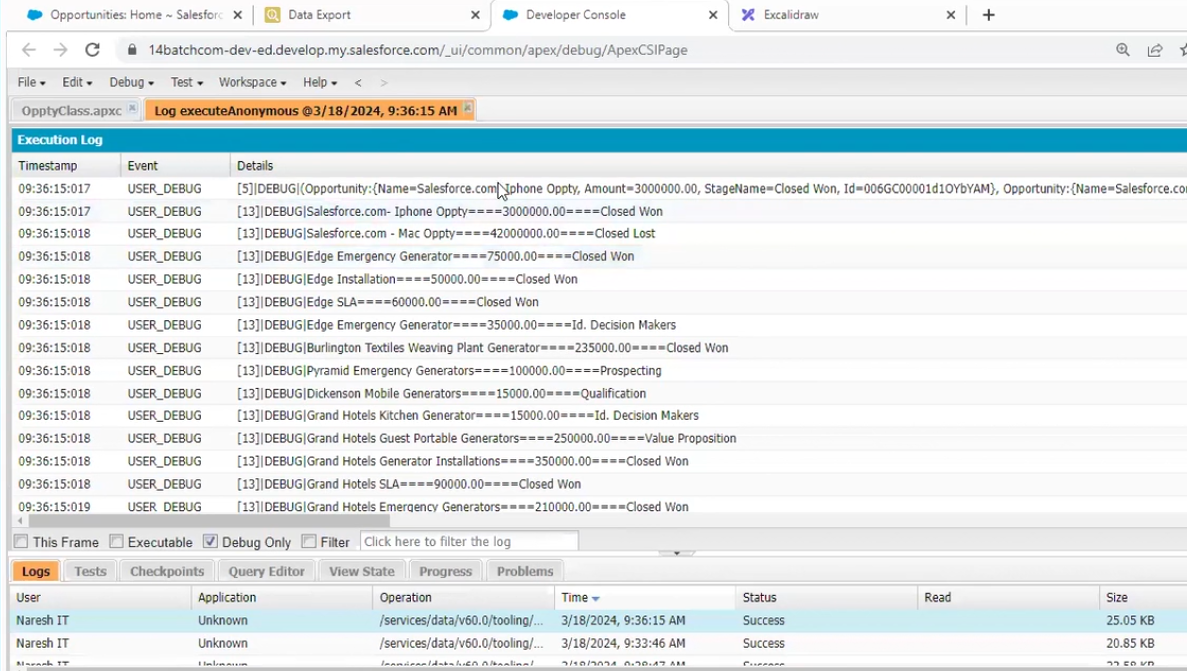 Opportunities: Home ~ Salesforc
Data Export
Developer Console
Excalidraw
14batchcom-dev-ed.develop.my.salesforce.com/_ui/common/apex/debug/ApexCSIPage
File Edit Debug Test Workspace Help < >
OpptyClass.apxc
Log executeAnonymous @3/18/2024, 9:36:15 AM
Execution Log
Timestamp Event Details
09:36:15:017 USER_DEBUG [5]|DEBUG|(Opportunity:{Name=Salesforce.com- Iphone Oppty, Amount=3000000.00, StageName=Closed Won, Id=006GC00001d1OYbYAM}, Opportunity:{Name=Salesforce.co
09:36:15:017 USER_DEBUG [13]|DEBUG|Salesforce.com- Iphone Oppty====3000000.00====Closed Won
09:36:15:018 USER_DEBUG [13]|DEBUG|Salesforce.com - Mac Oppty====42000000.00====Closed Lost
09:36:15:018 USER_DEBUG [13]|DEBUG|Edge Emergency Generator====75000.00====Closed Won
09:36:15:018 USER_DEBUG [13]|DEBUG|Edge Installation====50000.00====Closed Won
09:36:15:018 USER_DEBUG [13]|DEBUG|Edge SLA====60000.00====Closed Won
09:36:15:018 USER_DEBUG [13]|DEBUG|Edge Emergency Generator====35000.00====Id. Decision Makers
09:36:15:018 USER_DEBUG [13]|DEBUG|Burlington Textiles Weaving Plant Generator====235000.00====Closed Won
09:36:15:018 USER_DEBUG [13]|DEBUG|Pyramid Emergency Generators====100000.00====Prospecting
09:36:15:018 USER_DEBUG [13]|DEBUG|Dickenson Mobile Generators====15000.00====Qualification
09:36:15:018 USER_DEBUG [13]|DEBUG|Grand Hotels Kitchen Generator====15000.00====Id. Decision Makers
09:36:15:018 USER_DEBUG [13]|DEBUG|Grand Hotels Guest Portable Generators====250000.00====Value Proposition
09:36:15:018 USER_DEBUG [13]|DEBUG|Grand Hotels Generator Installations====350000.00====Closed Won
09:36:15:018 USER_DEBUG [13]|DEBUG|Grand Hotels SLA====90000.00====Closed Won
09:36:15:019 USER_DEBUG [13]|DEBUG|Grand Hotels Emergency Generators====210000.00====Closed Won
This Frame Executable Debug Only Filter Click here to filter the log
Logs Tests Checkpoints Query Editor View State Progress Problems
User Application Operation Time Status Read Size
Naresh IT Unknown /services/data/v60.0/tooling/... 3/18/2024, 9:36:15 AM Success 25.05 KB
Naresh IT Unknown /services/data/v60.0/tooling/... 3/18/2024, 9:33:46 AM Success 20.85 KB
Naresh IT Unknown /services/data/v60.0/tooling/...